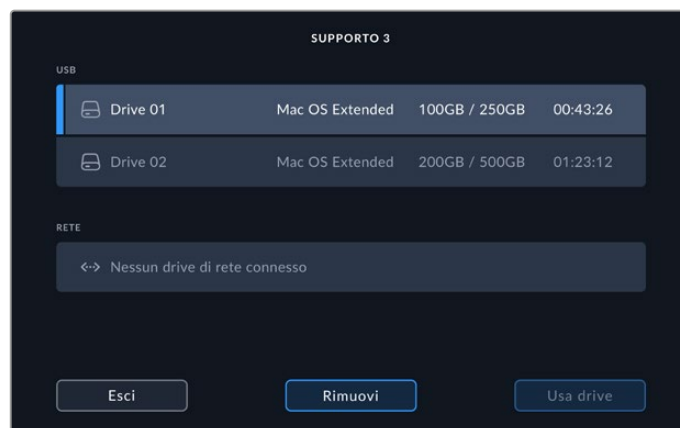 SUPPORTO 3
USB
Drive 01 Mac OS Extended 100GB / 250GB 00:43:26
Drive 02 Mac OS Extended 200GB / 500GB 01:23:12
RETE
Nessun drive di rete connesso
Esci Rimuovi Usa drive